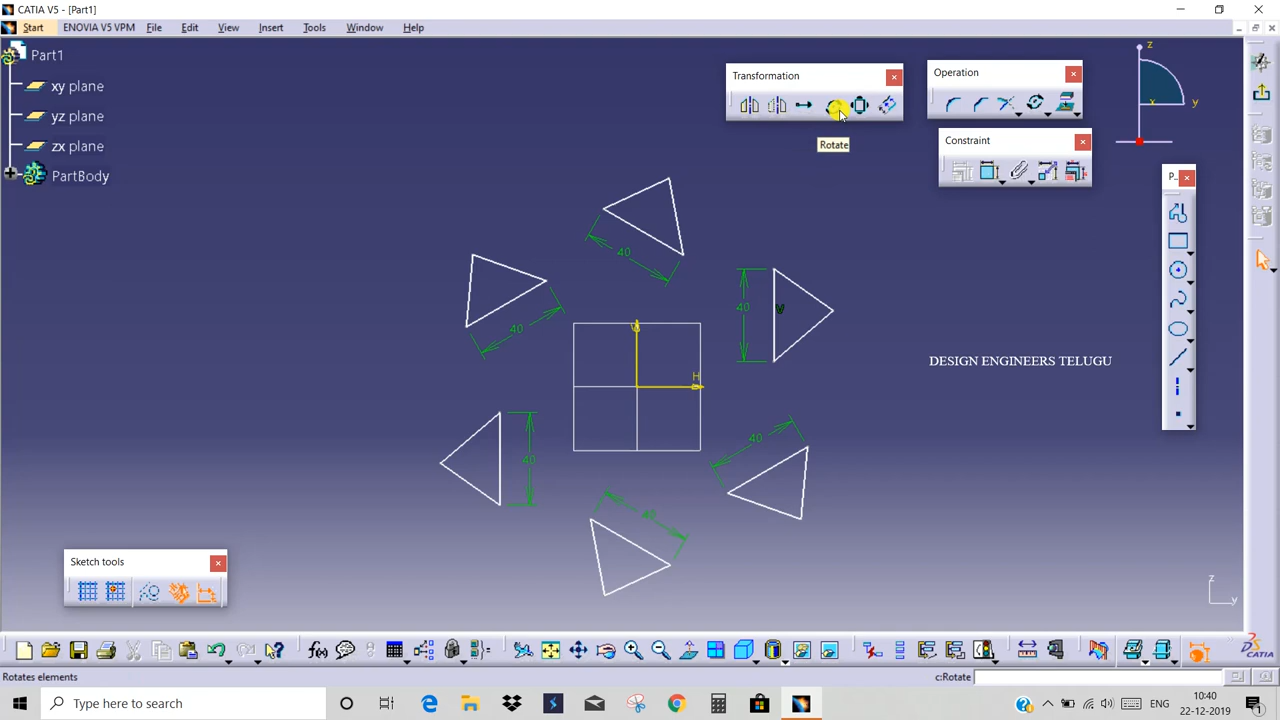 CATIA V5 - [Part1]
Start ENOVIA V5 VPM File Edit View Insert Tools Window Help
Part1
xy plane
yz plane
zx plane
PartBody
Transformation
Rotate
Operation
Constraint
z
x y
P...
40
40
40
V
40
40
40
V
H
DESIGN ENGINEERS TELUGU
Sketch tools
z
y
f(x)
CATIA
Rotates elements
c:Rotate
Type here to search
ENG
10:40
22-12-2019
1